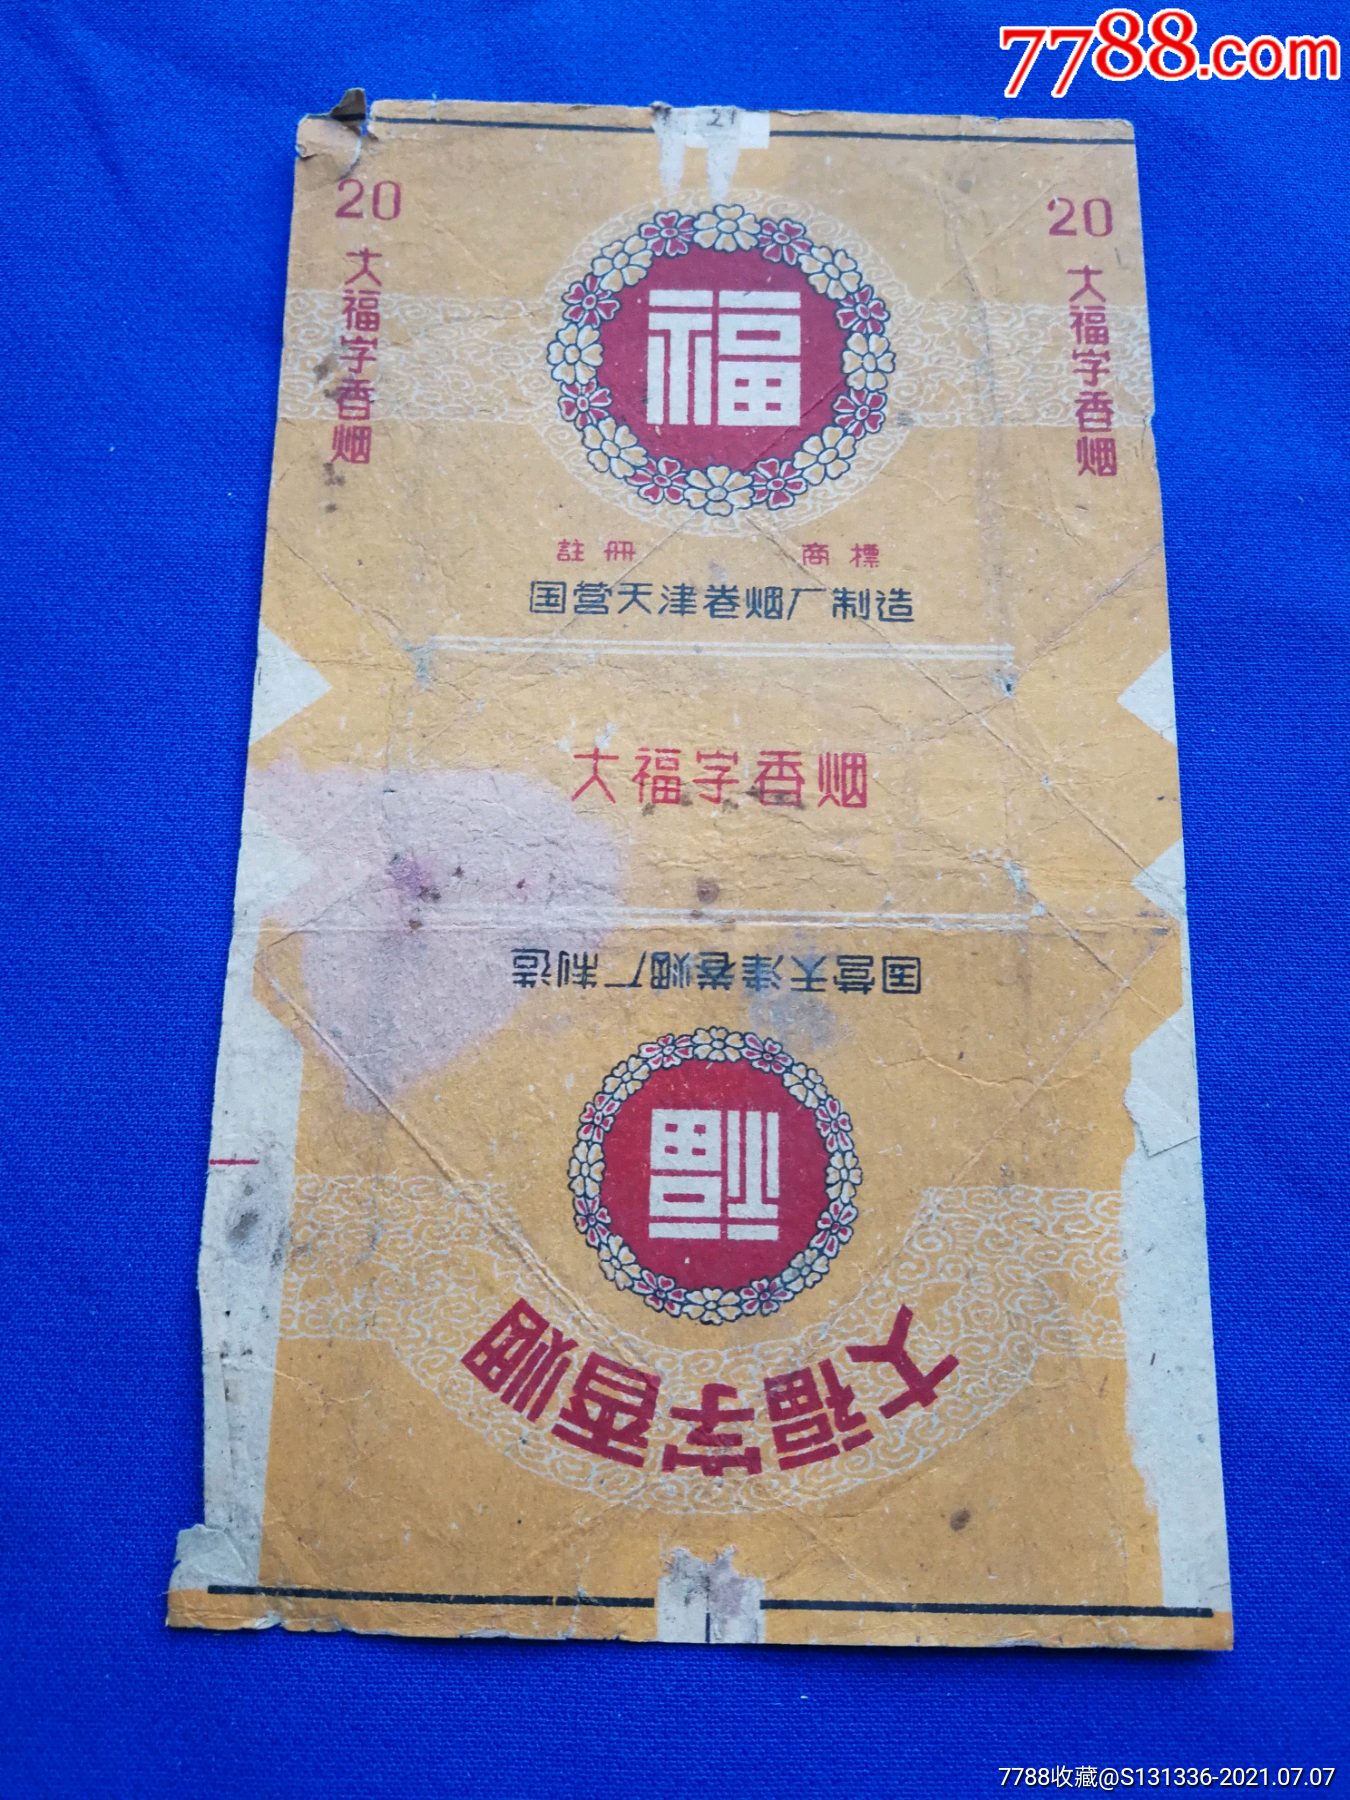 7788.com
21
20
大福字香烟
福
20
大福字香烟
註冊 商標
国营天津卷烟厂制造
大福字香烟
国营天津卷烟厂制造
福
大福字香烟
7788收藏@S131336-2021.07.07